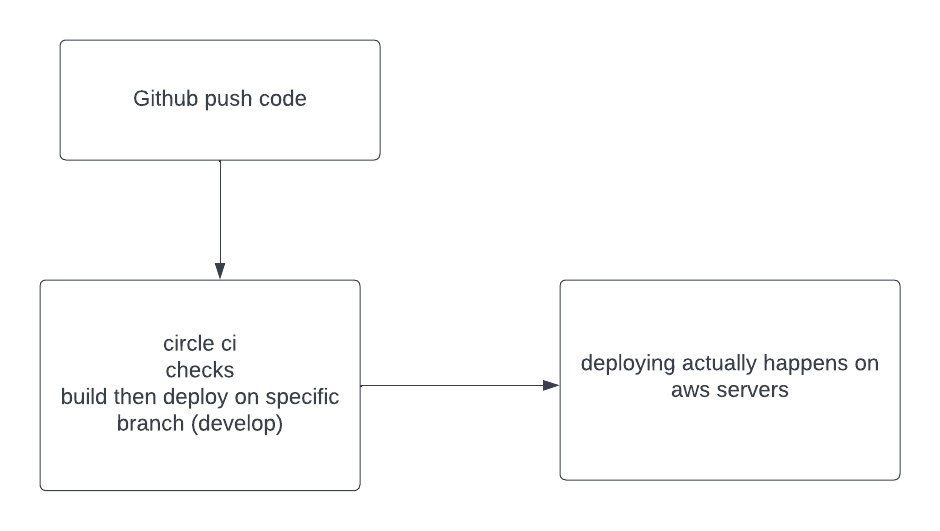 Github push code
circle ci
checks
build then deploy on specific
branch (develop)
deploying actually happens on
aws servers